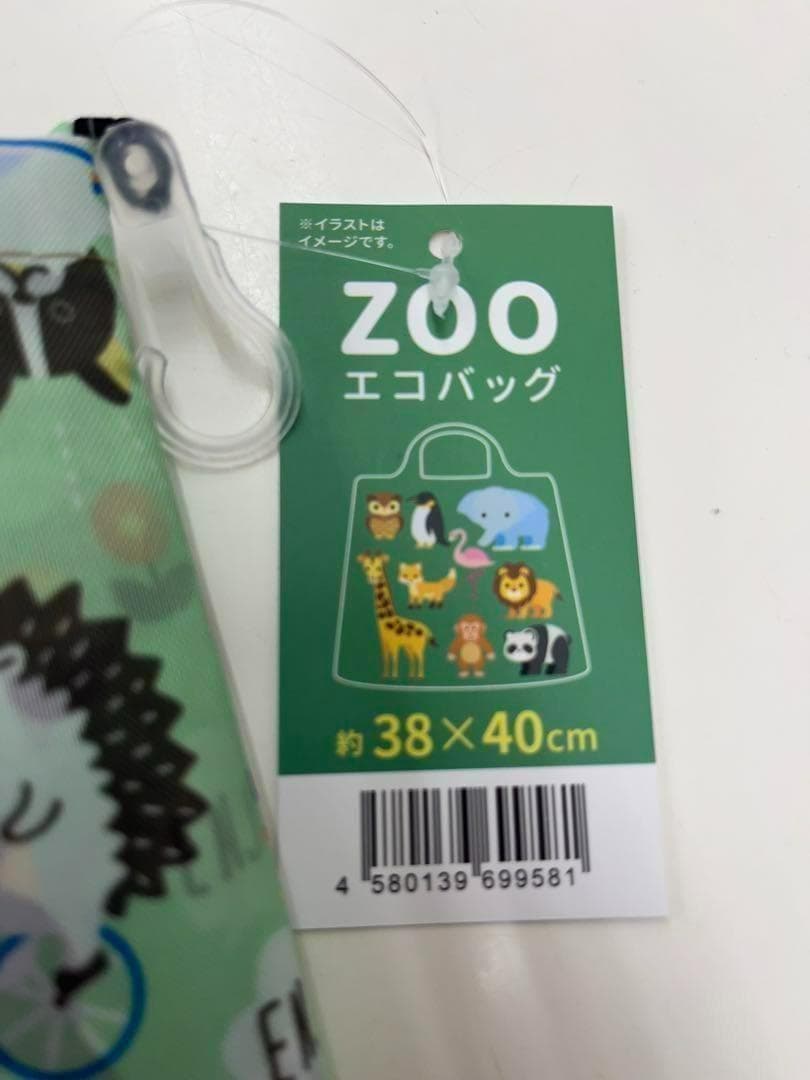 ※イラストは
イメージです。
ZOO
エコバッグ
約 38×40cm
4 580139 699581